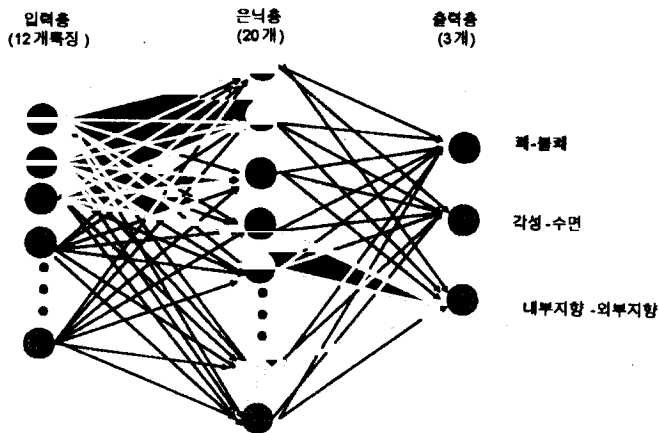 입력층
(12개특징 )
은닉층
(20개)
출력층
(3개)
쾌-불쾌
각성-수면
내부지향 -외부지향